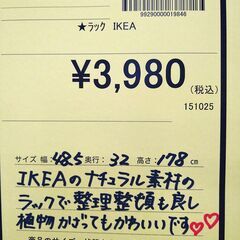 99290000019846
★ラック IKEA
¥3,980
(税込)
151025
サイズ 幅: 48.5 奥行: 32 高さ: 178 cm
IKEAのナチュラル素材の
ラックで整理整頓も良し
植物かざってもかわいいです♡♡